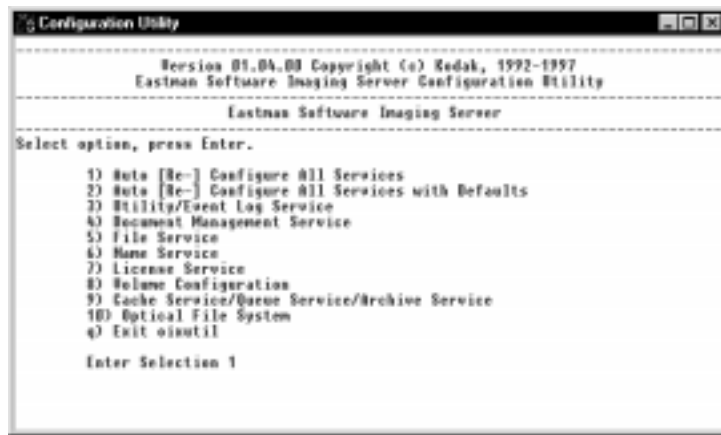 Configuration Utility
Version 01.04.00 Copyright (c) Kodak, 1992-1997
Eastman Software Imaging Server Configuration Utility
Eastman Software Imaging Server
Select option, press Enter.
1) Auto [Re-] Configure All Services
2) Auto [Re-] Configure All Services with Defaults
3) Utility/Event Log Service
4) Document Management Service
5) File Service
6) Name Service
7) License Service
8) Volume Configuration
9) Cache Service/Queue Service/Archive Service
10) Optical File System
q) Exit oixutil
Enter Selection 1